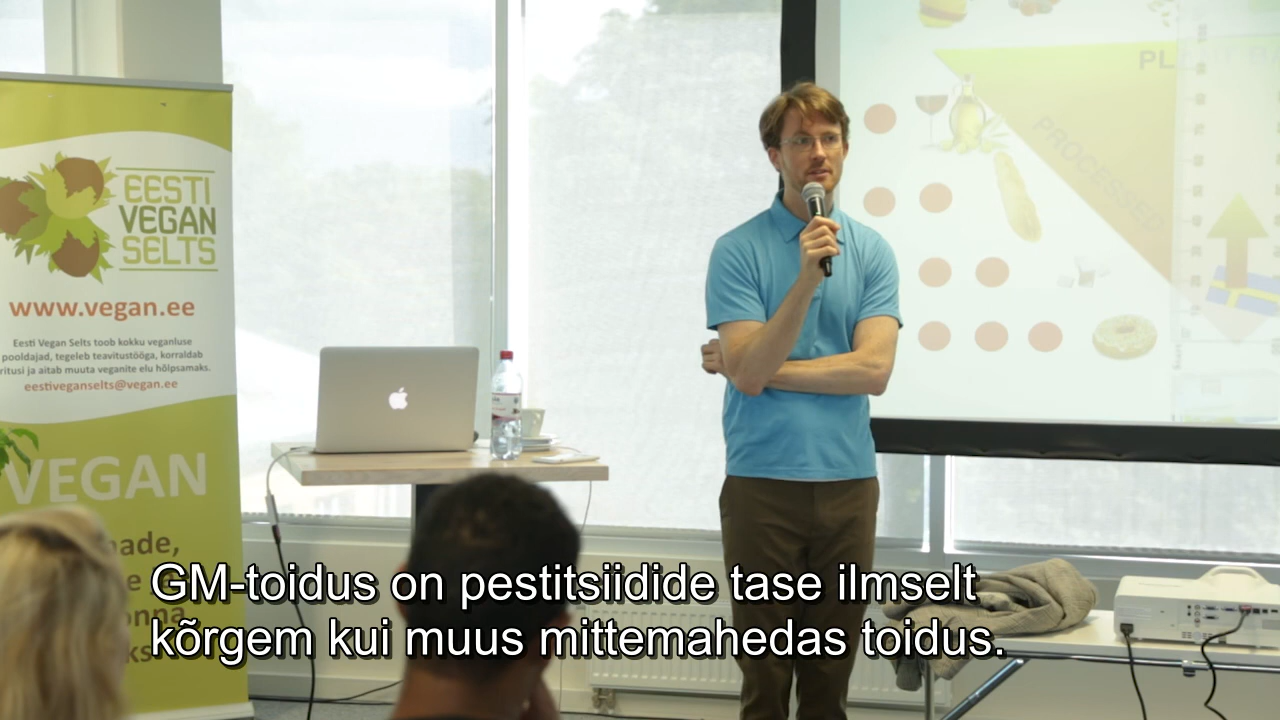 EESTI
VEGAN
SELTS
www.vegan.ee
Eesti Vegan Selts toob kokku veganluse
pooldajad, tegeleb teavitustööga, korraldab
ritusi ja aitab muuta veganite elu hõlpsamaks.
eestiveganselts@vegan.ee
VEGAN
PROCESSED
GM-toidus on pestitsiidide tase ilmselt
kõrgem kui muus mittemahedas toidus.